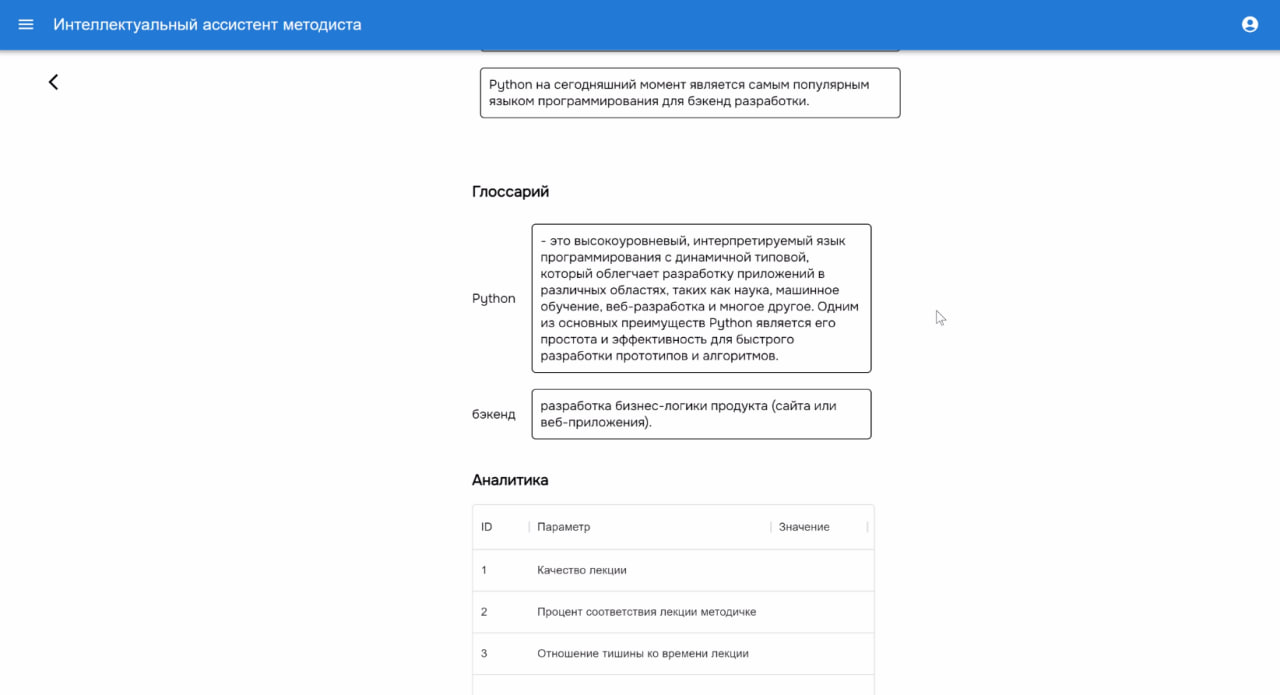 Интеллектуальный ассистент методиста
Python на сегодняшний момент является самым популярным
языком программирования для бэкенд разработки.
Глоссарий
Python
- это высокоуровневый, интерпретируемый язык
программирования с динамичной типовой,
который облегчает разработку приложений в
различных областях, таких как наука, машинное
обучение, веб-разработка и многое другое. Одним
из основных преимуществ Python является его
простота и эффективность для быстрого
разработки прототипов и алгоритмов.
бэкенд
разработка бизнес-логики продукта (сайта или
веб-приложения).
Аналитика
ID Параметр Значение
1 Качество лекции
2 Процент соответствия лекции методичке
3 Отношение тишины ко времени лекции